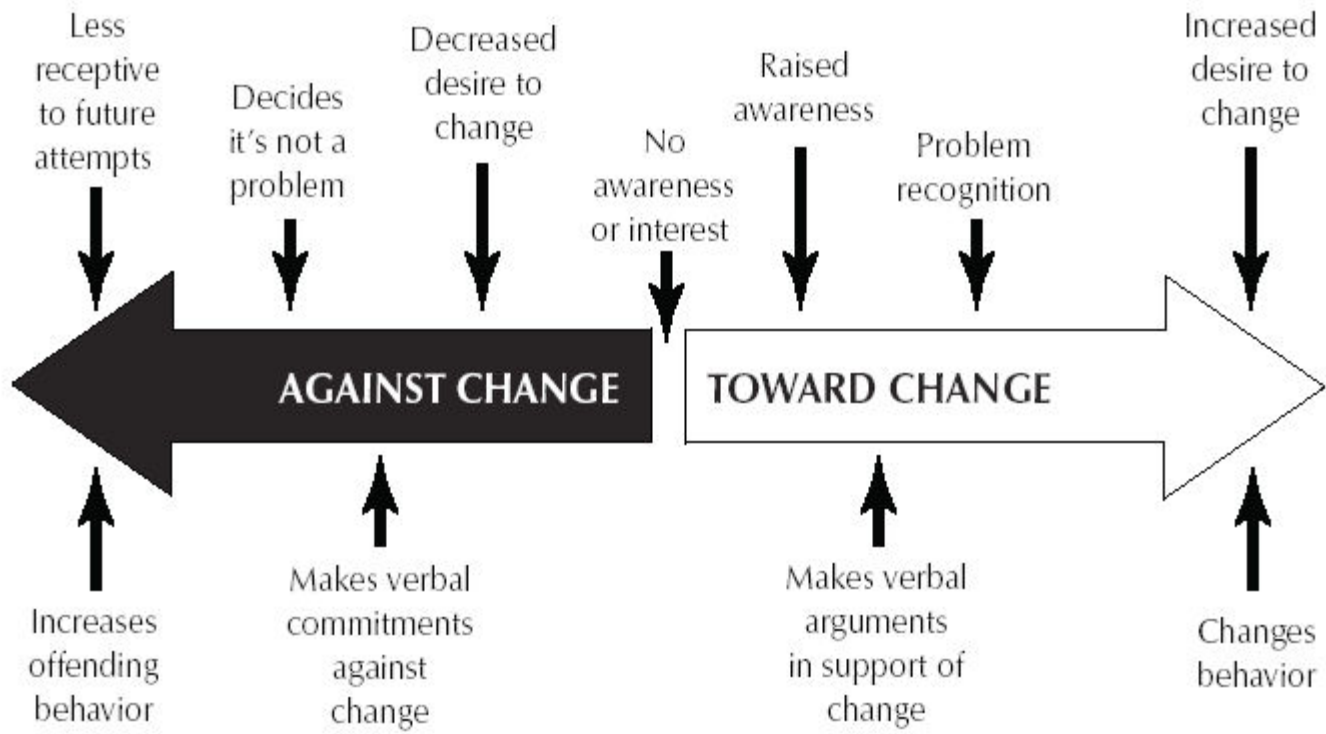 Less
receptive
to future
attempts
Decides
it's not a
problem
Decreased
desire to
change
No
awareness
or interest
Raised
awareness
Problem
recognition
Increased
desire to
change
AGAINST CHANGE
TOWARD CHANGE
Increases
offending
behavior
Makes verbal
commitments
against
change
Makes verbal
arguments
in support of
change
Changes
behavior